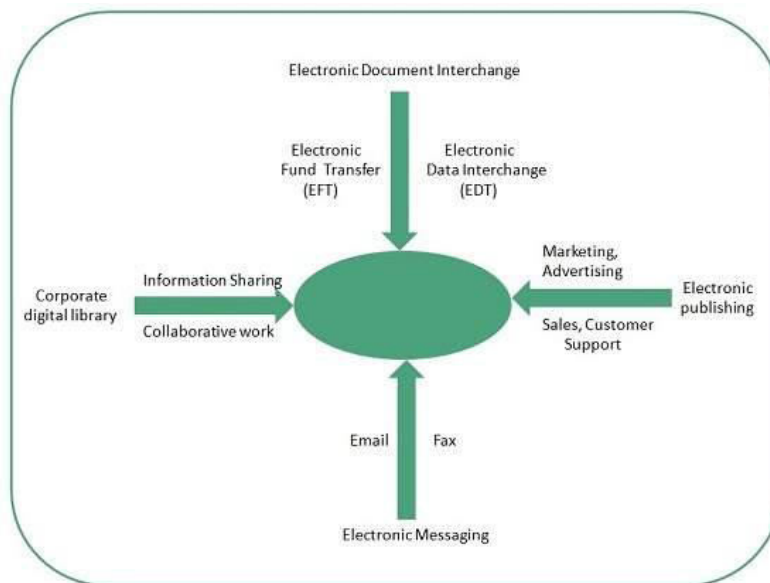 Electronic Document Interchange
Electronic
Fund Transfer
(EFT)
Electronic
Data Interchange
(EDT)
Marketing,
Advertising
Information Sharing
Corporate
digital library
Electronic
publishing
Collaborative work
Sales, Customer
Support
Email
Fax
Electronic Messaging